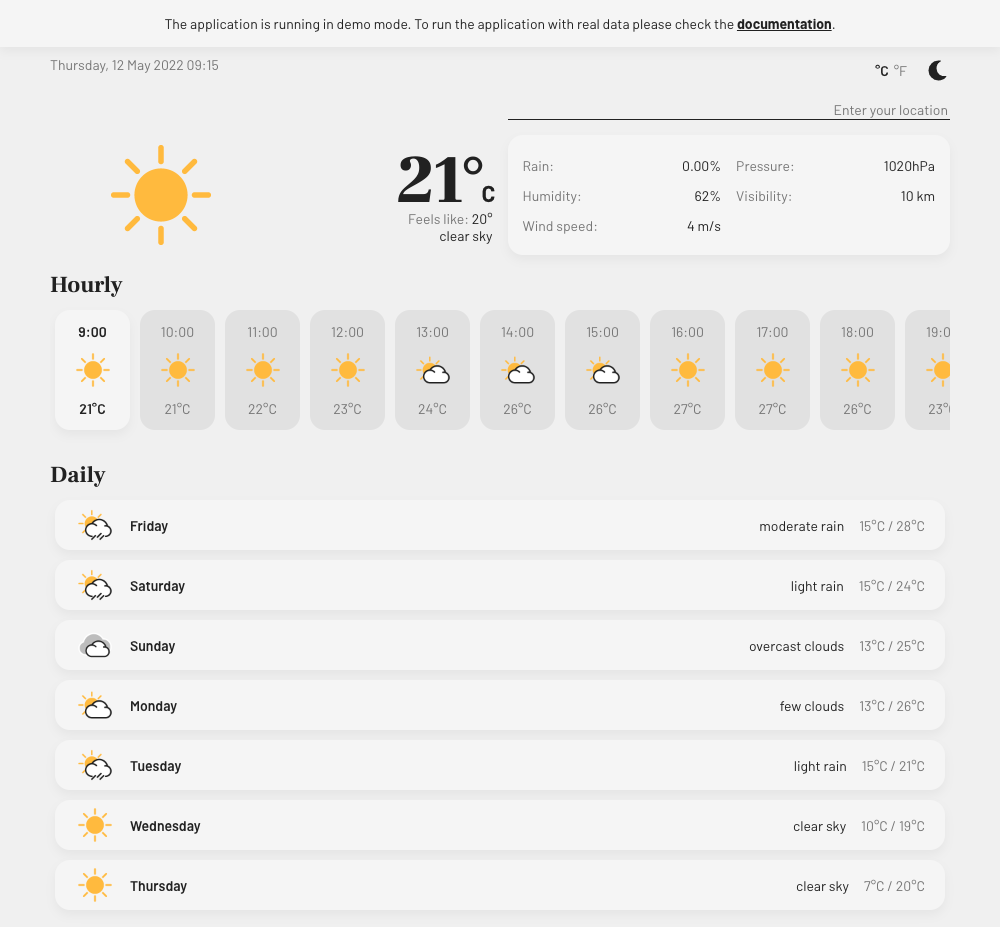 The application is running in demo mode. To run the application with real data please check the documentation.
Thursday, 12 May 2022 09:15
°C °F
Enter your location
21°C
Feels like: 20°
clear sky
Rain: 0.00% Pressure: 1020hPa
Humidity: 62% Visibility: 10 km
Wind speed: 4 m/s
Hourly
9:00 10:00 11:00 12:00 13:00 14:00 15:00 16:00 17:00 18:00 19:0
21°C 21°C 22°C 23°C 24°C 26°C 26°C 27°C 27°C 26°C 23°
Daily
Friday moderate rain 15°C / 28°C
Saturday light rain 15°C / 24°C
Sunday overcast clouds 13°C / 25°C
Monday few clouds 13°C / 26°C
Tuesday light rain 15°C / 21°C
Wednesday clear sky 10°C / 19°C
Thursday clear sky 7°C / 20°C